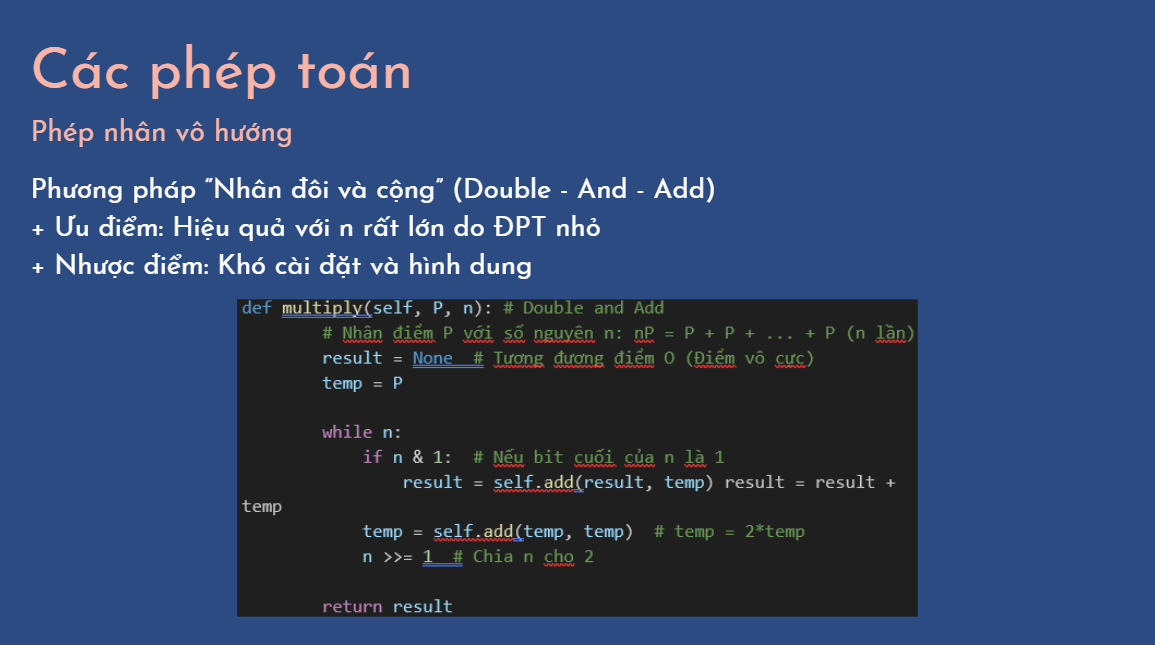 Các phép toán
Phép nhân vô hướng
Phương pháp “Nhân đôi và cộng” (Double - And - Add)
+ Ưu điểm: Hiệu quả với n rất lớn do ĐPT nhỏ
+ Nhược điểm: Khó cài đặt và hình dung
def multiply(self, P, n): # Double and Add
# Nhân điểm P với số nguyên n: nP = P + P + ... + P (n lần)
result = None  # Tương đương điểm O (Điểm vô cực)
temp = P
while n:
if n & 1:  # Nếu bit cuối của n là 1
result = self.add(result, temp) result = result +
temp
temp = self.add(temp, temp)  # temp = 2*temp
n >>= 1  # Chia n cho 2
return result